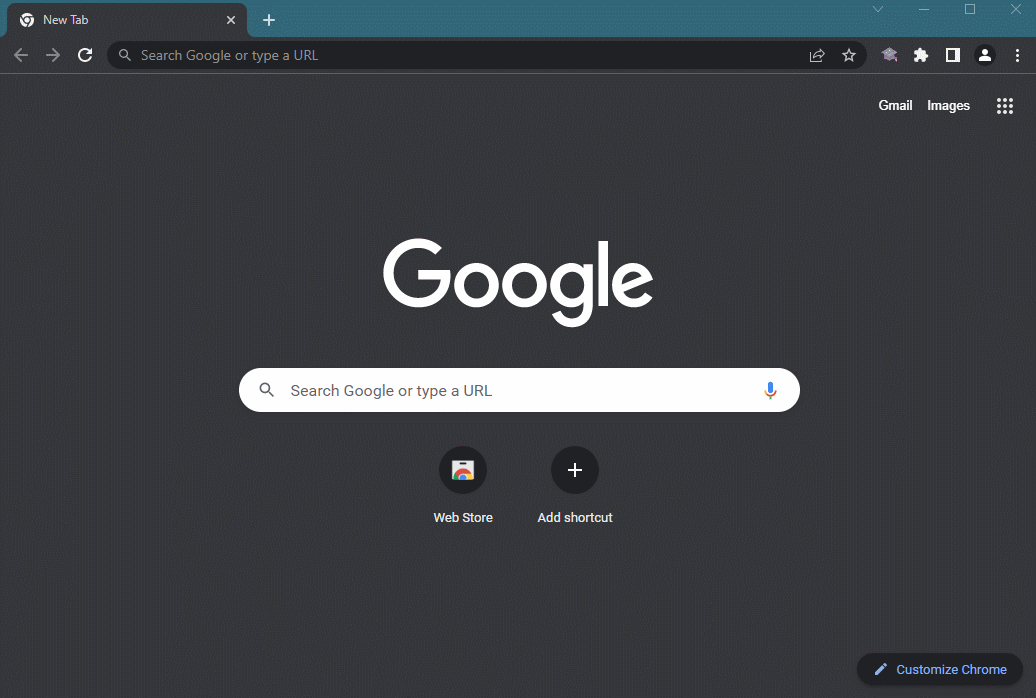 New Tab
Search Google or type a URL
Gmail Images
Google
Search Google or type a URL
Web Store Add shortcut
Customize Chrome